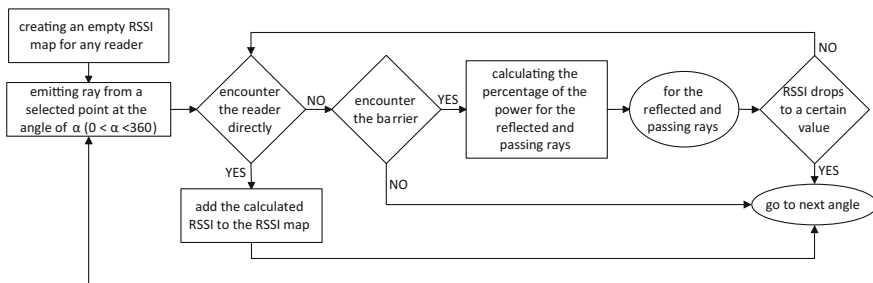 creating an empty RSSI
map for any reader
emitting ray from a
selected point at the
angle of α (0 < α <360)
encounter
the reader
directly
NO
YES
add the calculated
RSSI to the RSSI map
encounter
the barrier
YES
NO
calculating the
percentage of the
power for the
reflected and
passing rays
for the
reflected and
passing rays
NO
RSSI drops
to a certain
value
YES
go to next angle